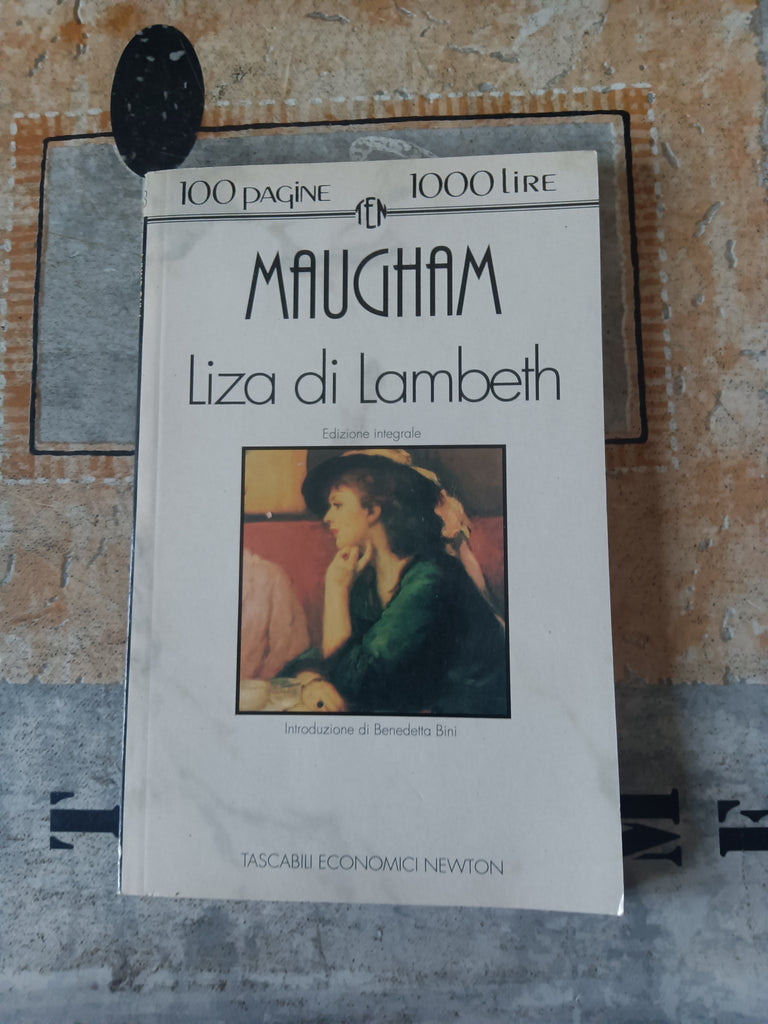 100 PAGINE 1000 LIRE
TEN
MAUGHAM
Liza di Lambeth
Edizione integrale
Introduzione di Benedetta Bini
TASCABILI ECONOMICI NEWTON
T
M